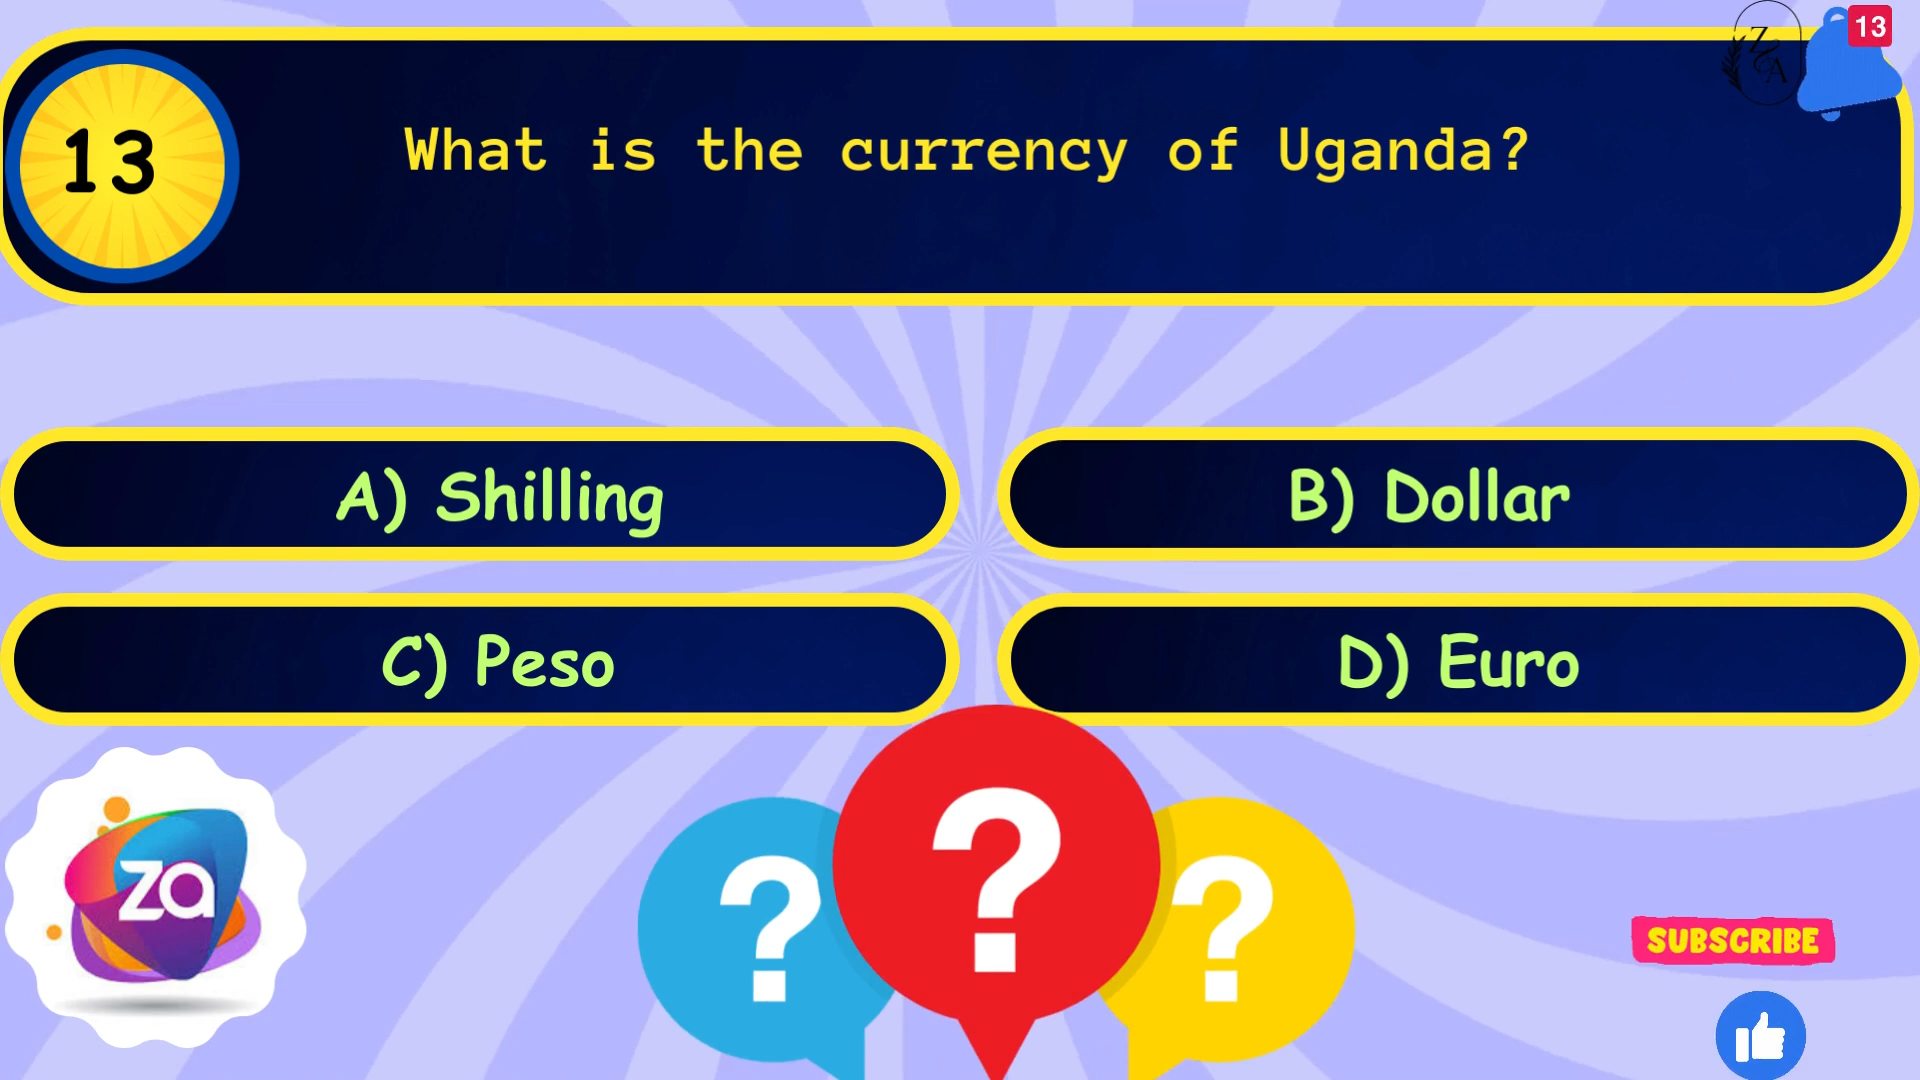 13
What is the currency of Uganda?
Z&A
13
A) Shilling
B) Dollar
C) Peso
D) Euro
za
? ? ?
SUBSCRIBE